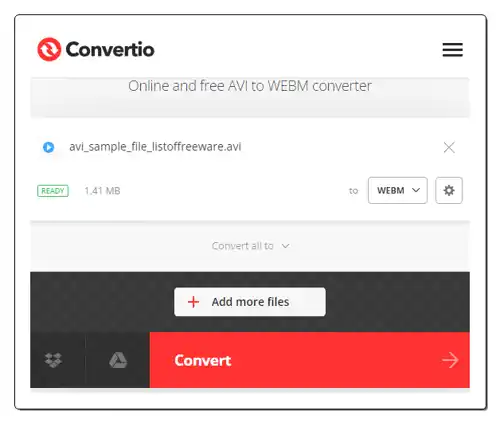 Convertio
Online and free AVI to WEBM converter
avi_sample_file_listoffreeware.avi
READY 1.41 MB to WEBM
Convert all to
Add more files
Convert